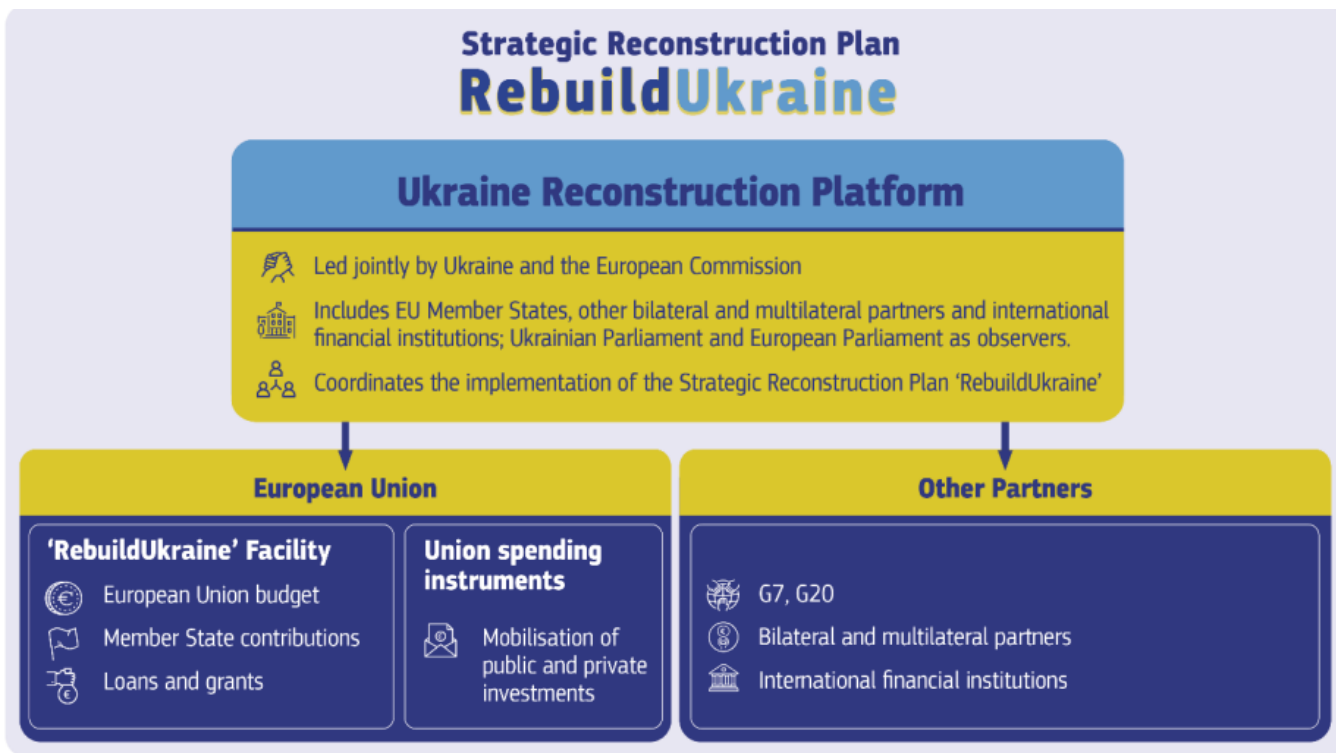 Strategic Reconstruction Plan
RebuildUkraine
Ukraine Reconstruction Platform
Led jointly by Ukraine and the European Commission
Includes EU Member States, other bilateral and multilateral partners and international
financial institutions; Ukrainian Parliament and European Parliament as observers.
Coordinates the implementation of the Strategic Reconstruction Plan ‘RebuildUkraine’
European Union
‘RebuildUkraine’ Facility
European Union budget
Member State contributions
Loans and grants
Union spending
instruments
Mobilisation of
public and private
investments
Other Partners
G7, G20
Bilateral and multilateral partners
International financial institutions